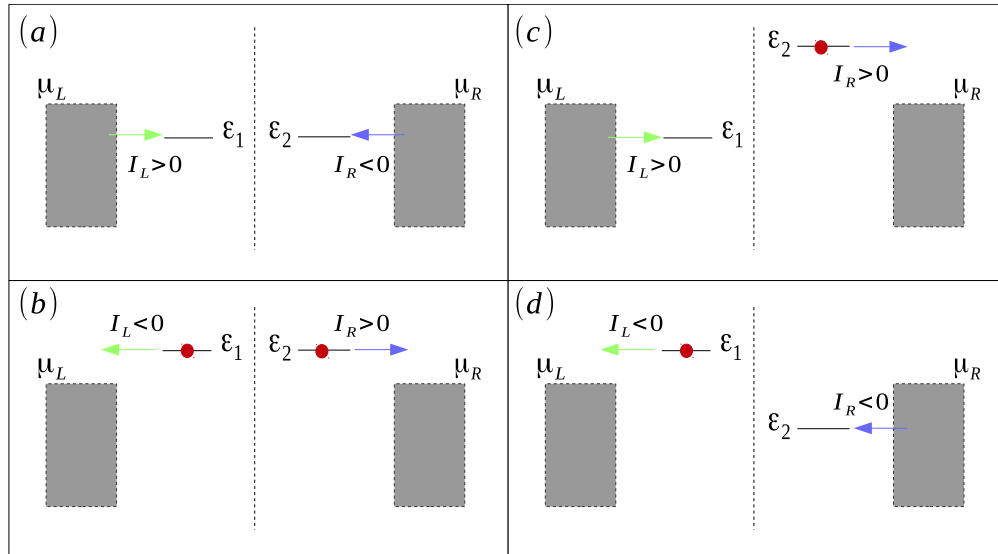 (a)
μL
ε1
IL>0
ε2
IR<0
μR
(c)
μL
ε1
IL>0
ε2
IR>0
μR
(b)
IL<0
ε1
μL
IR>0
ε2
μR
(d)
IL<0
ε1
μL
IR<0
ε2
μR